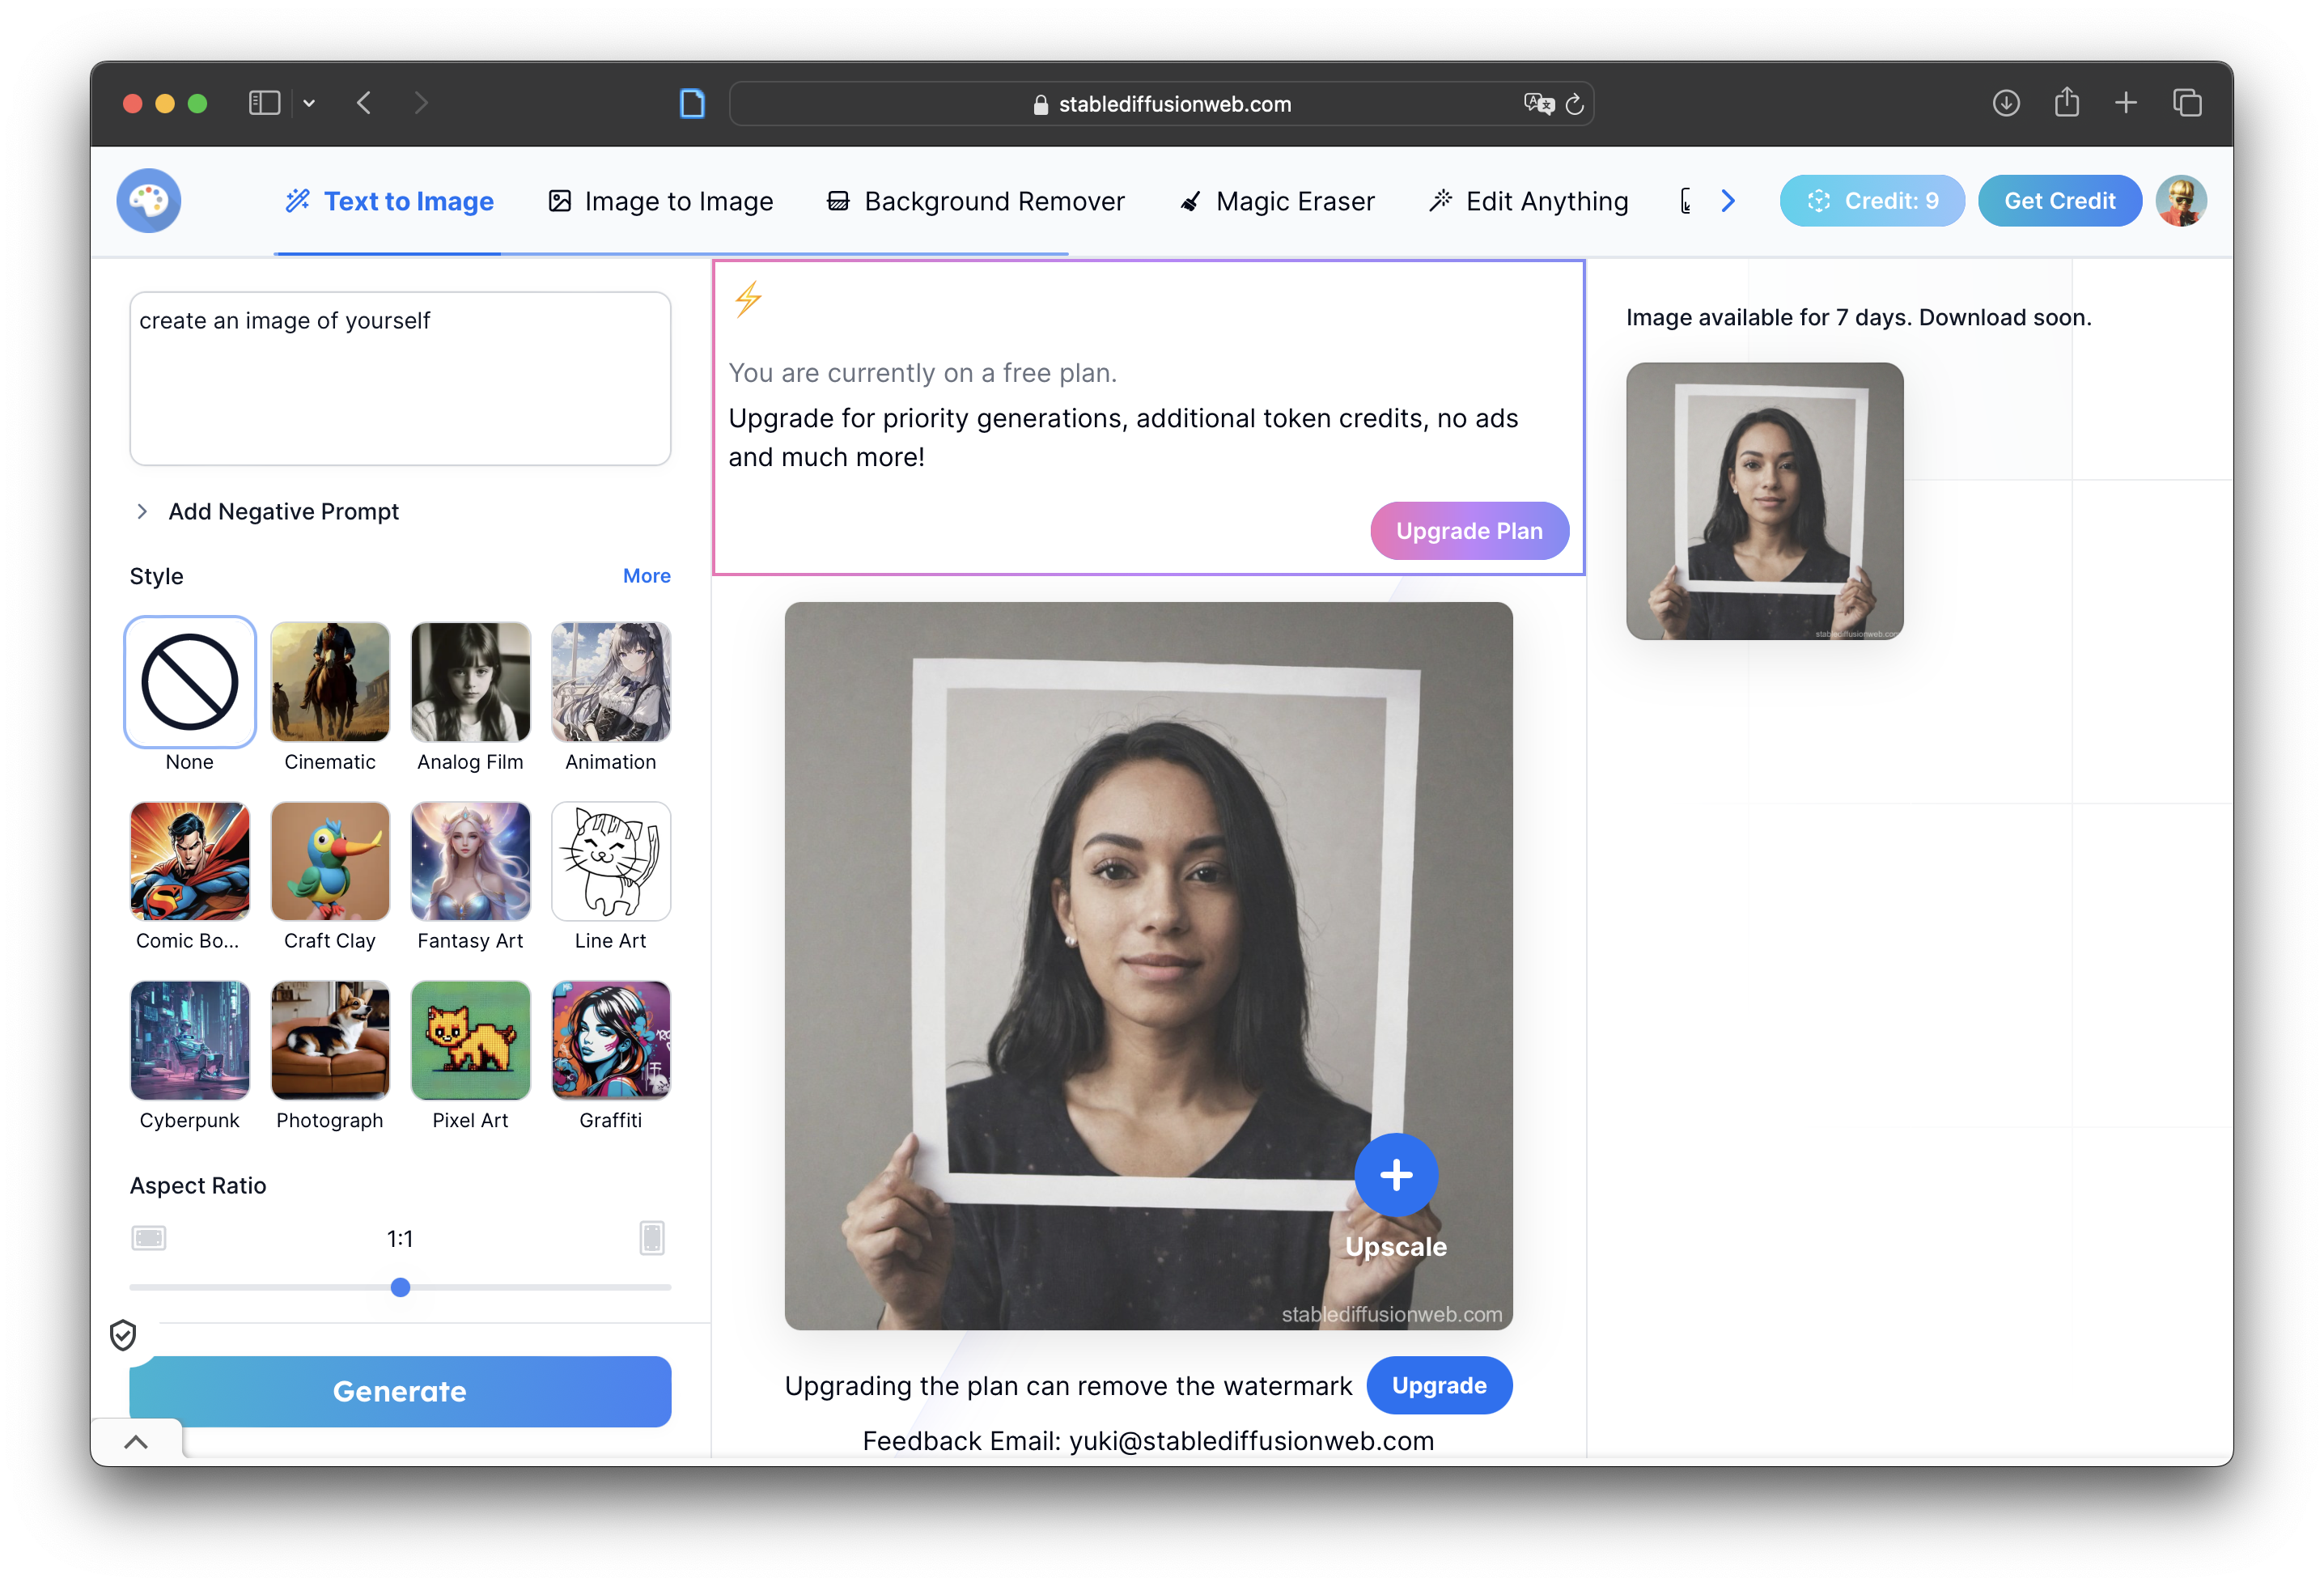 stablediffusionweb.com
Text to Image
Image to Image
Background Remover
Magic Eraser
Edit Anything
Credit: 9
Get Credit
create an image of yourself
Add Negative Prompt
Style
More
None
Cinematic
Analog Film
Animation
Comic Bo...
Craft Clay
Fantasy Art
Line Art
Cyberpunk
Photograph
Pixel Art
Graffiti
Aspect Ratio
1:1
Generate
You are currently on a free plan.
Upgrade for priority generations, additional token credits, no ads
and much more!
Upgrade Plan
Upscale
stablediffusionweb.com
Upgrading the plan can remove the watermark
Upgrade
Feedback Email: yuki@stablediffusionweb.com
Image available for 7 days. Download soon.
stablediffusionweb.com